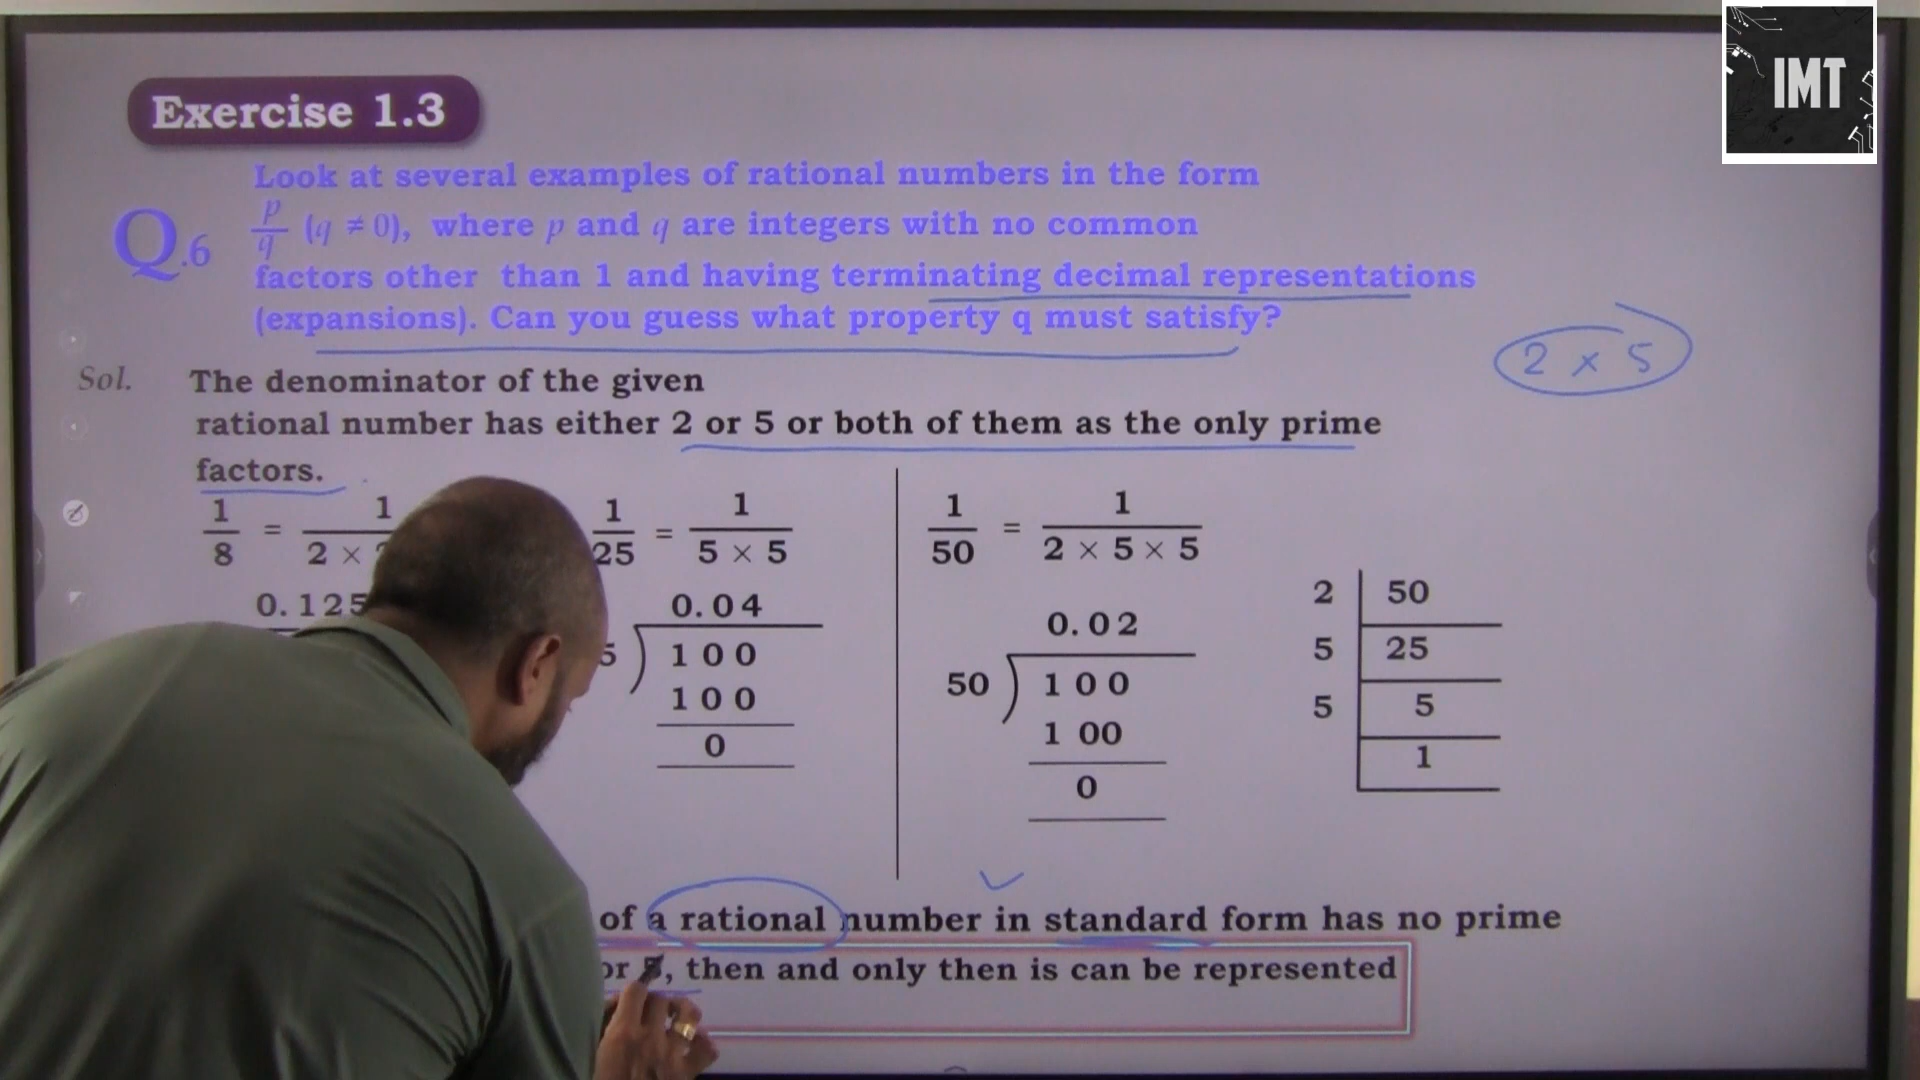 IMT
Exercise 1.3
Look at several examples of rational numbers in the form
Q.6 p/q (q ≠ 0), where p and q are integers with no common
factors other than 1 and having terminating decimal representations
(expansions). Can you guess what property q must satisfy?
2 × 5
Sol. The denominator of the given
rational number has either 2 or 5 or both of them as the only prime
factors.
1/8 = 1
2 ×
0.125
1/25 = 1/5 × 5
0.04
5 ) 100
100
0
1/50 = 1/2 × 5 × 5
0.02
50 ) 100
1 00
0
2 | 50
5 | 25
5 | 5
1
of a rational number in standard form has no prime
or 5, then and only then is can be represented